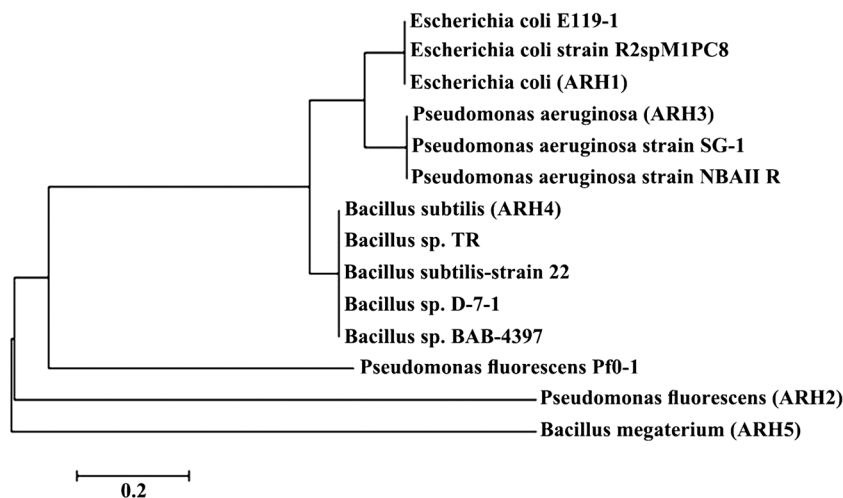 Escherichia coli E119-1
Escherichia coli strain R2spM1PC8
Escherichia coli (ARH1)
Pseudomonas aeruginosa (ARH3)
Pseudomonas aeruginosa strain SG-1
Pseudomonas aeruginosa strain NBAII R
Bacillus subtilis (ARH4)
Bacillus sp. TR
Bacillus subtilis-strain 22
Bacillus sp. D-7-1
Bacillus sp. BAB-4397
Pseudomonas fluorescens Pf0-1
Pseudomonas fluorescens (ARH2)
Bacillus megaterium (ARH5)
0.2